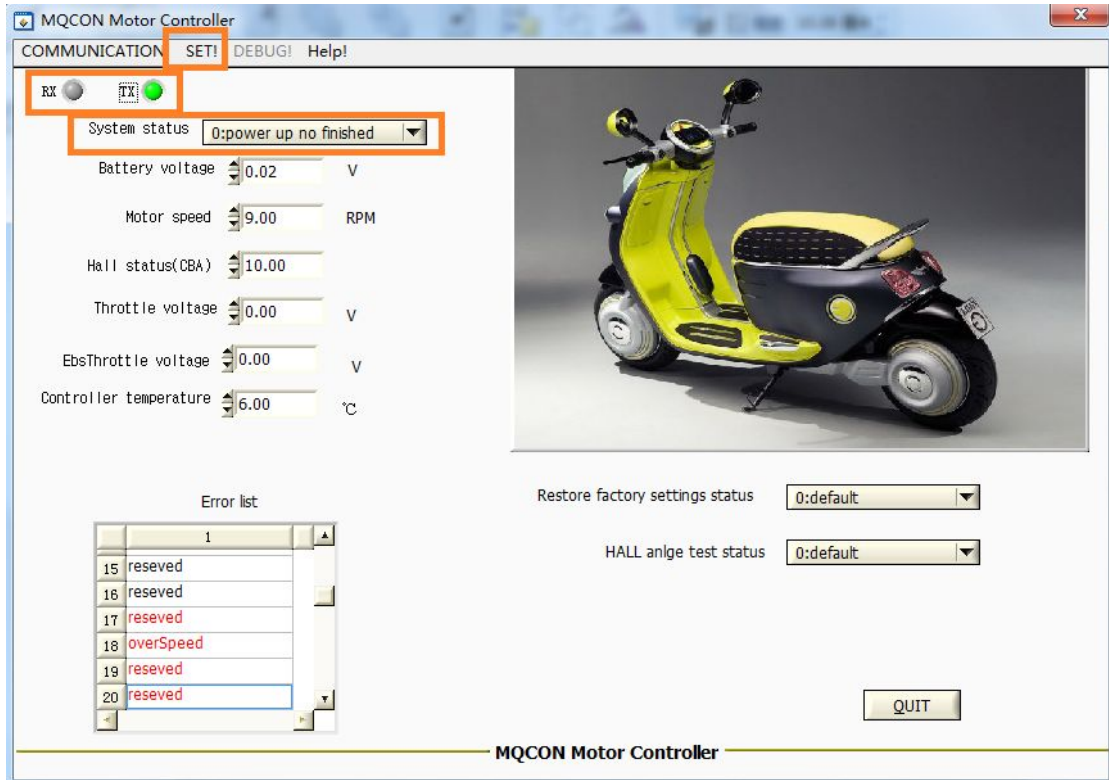 MQCON Motor Controller
COMMUNICATION SET! DEBUG! Help!
RX TX
System status 0:power up no finished
Battery voltage 0.02 V
Motor speed 9.00 RPM
Hall status(CBA) 10.00
Throttle voltage 0.00 V
EbsThrottle voltage 0.00 V
Controller temperature 6.00 °C
Error list
1
15 reseved
16 reseved
17 reseved
18 overSpeed
19 reseved
20 reseved
Restore factory settings status 0:default
HALL anlge test status 0:default
QUIT
MQCON Motor Controller